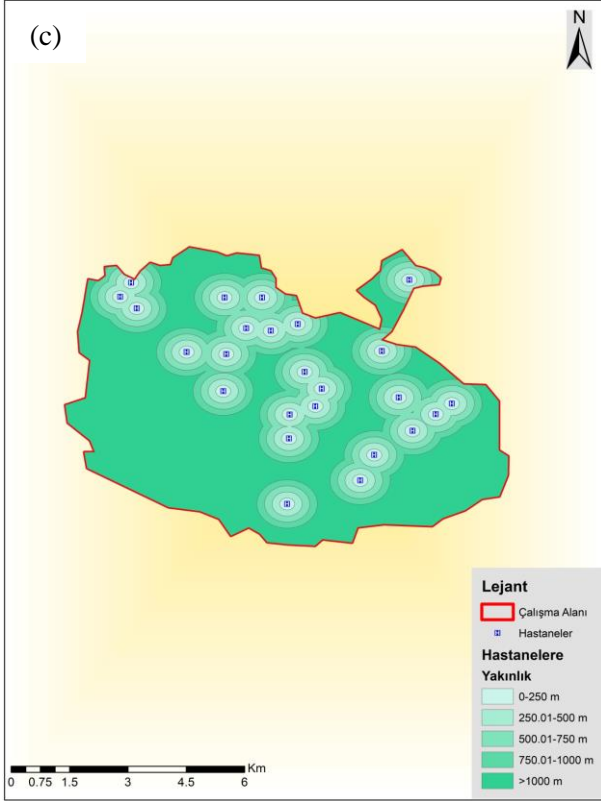 (c)
N
Lejant
Çalışma Alanı
Hastaneler
Hastanelere
Yakınlık
0-250 m
250.01-500 m
500.01-750 m
750.01-1000 m
>1000 m
Km
0 0.75 1.5 3 4.5 6